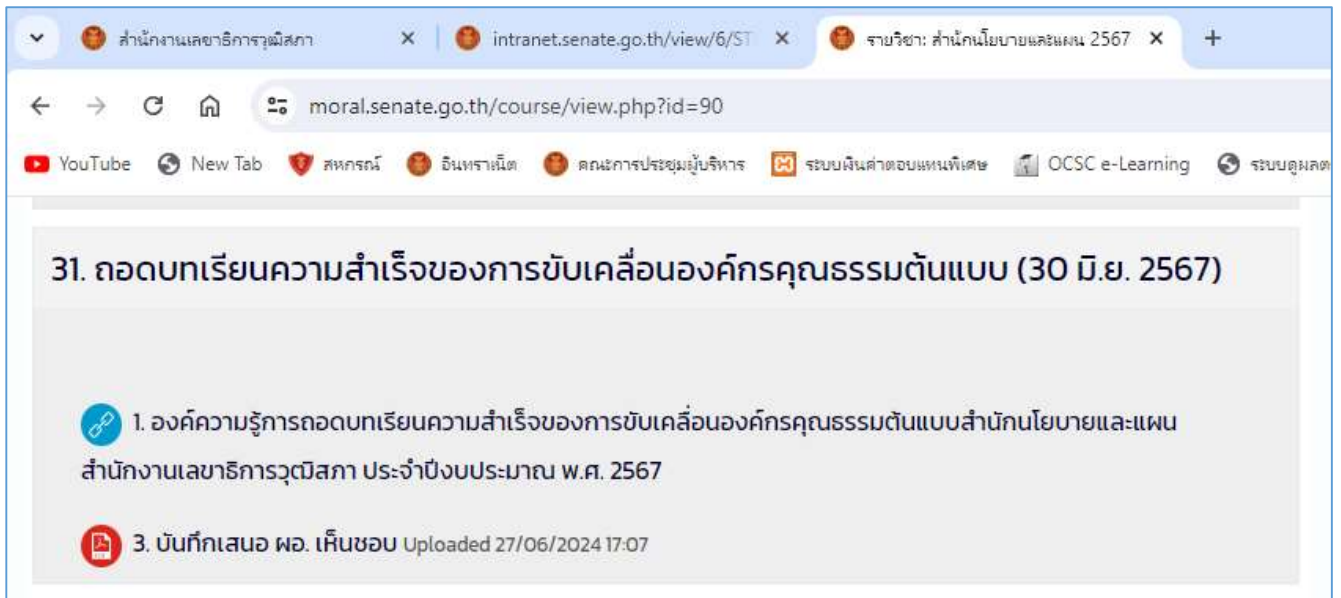 สำนักงานเลขาธิการวุฒิสภา
intranet.senate.go.th/view/6/ST
รายวิชา: สำนักนโยบายและแผน 2567
moral.senate.go.th/course/view.php?id=90
YouTube New Tab สหกรณ์ อินทราเน็ต คณะการประชุมผู้บริหาร ระบบผินค่าตอบแทนพิเศษ OCSC e-Learning ระบบดูผลต
31. ถอดบทเรียนความสำเร็จของการขับเคลื่อนองค์กรคุณธรรมต้นแบบ (30 มิ.ย. 2567)
1. องค์ความรู้การถอดบทเรียนความสำเร็จของการขับเคลื่อนองค์กรคุณธรรมต้นแบบสำนักนโยบายและแผน
สำนักงานเลขาธิการวุฒิสภา ประจำปีงบประมาณ พ.ศ. 2567
3. บันทึกเสนอ ผอ. เห็นชอบ Uploaded 27/06/2024 17:07